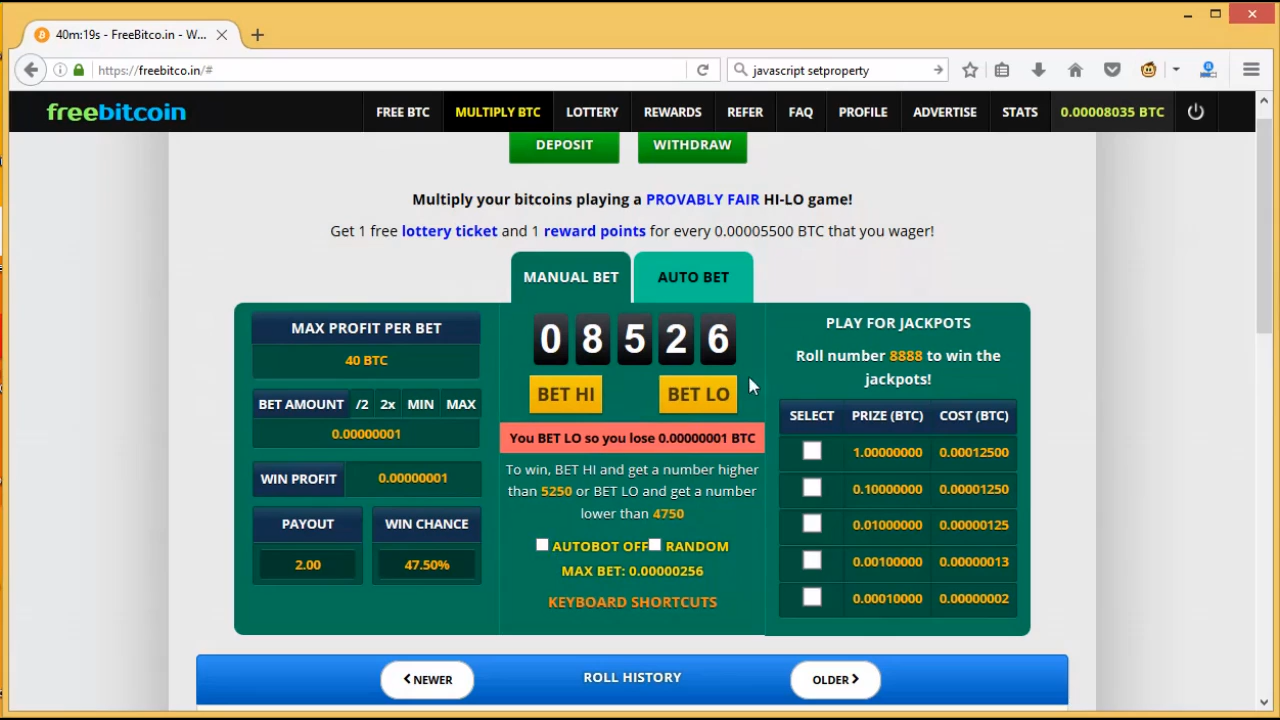 40m:19s - FreeBitco.in - W...
https://freebitco.in/#
javascript setproperty
freebitcoin
FREE BTC
MULTIPLY BTC
LOTTERY
REWARDS
REFER
FAQ
PROFILE
ADVERTISE
STATS
0.00008035 BTC
DEPOSIT
WITHDRAW
Multiply your bitcoins playing a PROVABLY FAIR HI-LO game!
Get 1 free lottery ticket and 1 reward points for every 0.00005500 BTC that you wager!
MANUAL BET
AUTO BET
MAX PROFIT PER BET
40 BTC
BET AMOUNT /2 2x MIN MAX
0.00000001
WIN PROFIT 0.00000001
PAYOUT
WIN CHANCE
2.00
47.50%
08526
BET HI
BET LO
You BET LO so you lose 0.00000001 BTC
To win, BET HI and get a number higher
than 5250 or BET LO and get a number
lower than 4750
AUTOBOT OFF RANDOM
MAX BET: 0.00000256
KEYBOARD SHORTCUTS
PLAY FOR JACKPOTS
Roll number 8888 to win the
jackpots!
SELECT PRIZE (BTC) COST (BTC)
1.00000000 0.00012500
0.10000000 0.00001250
0.01000000 0.00000125
0.00100000 0.00000013
0.00010000 0.00000002
NEWER
ROLL HISTORY
OLDER